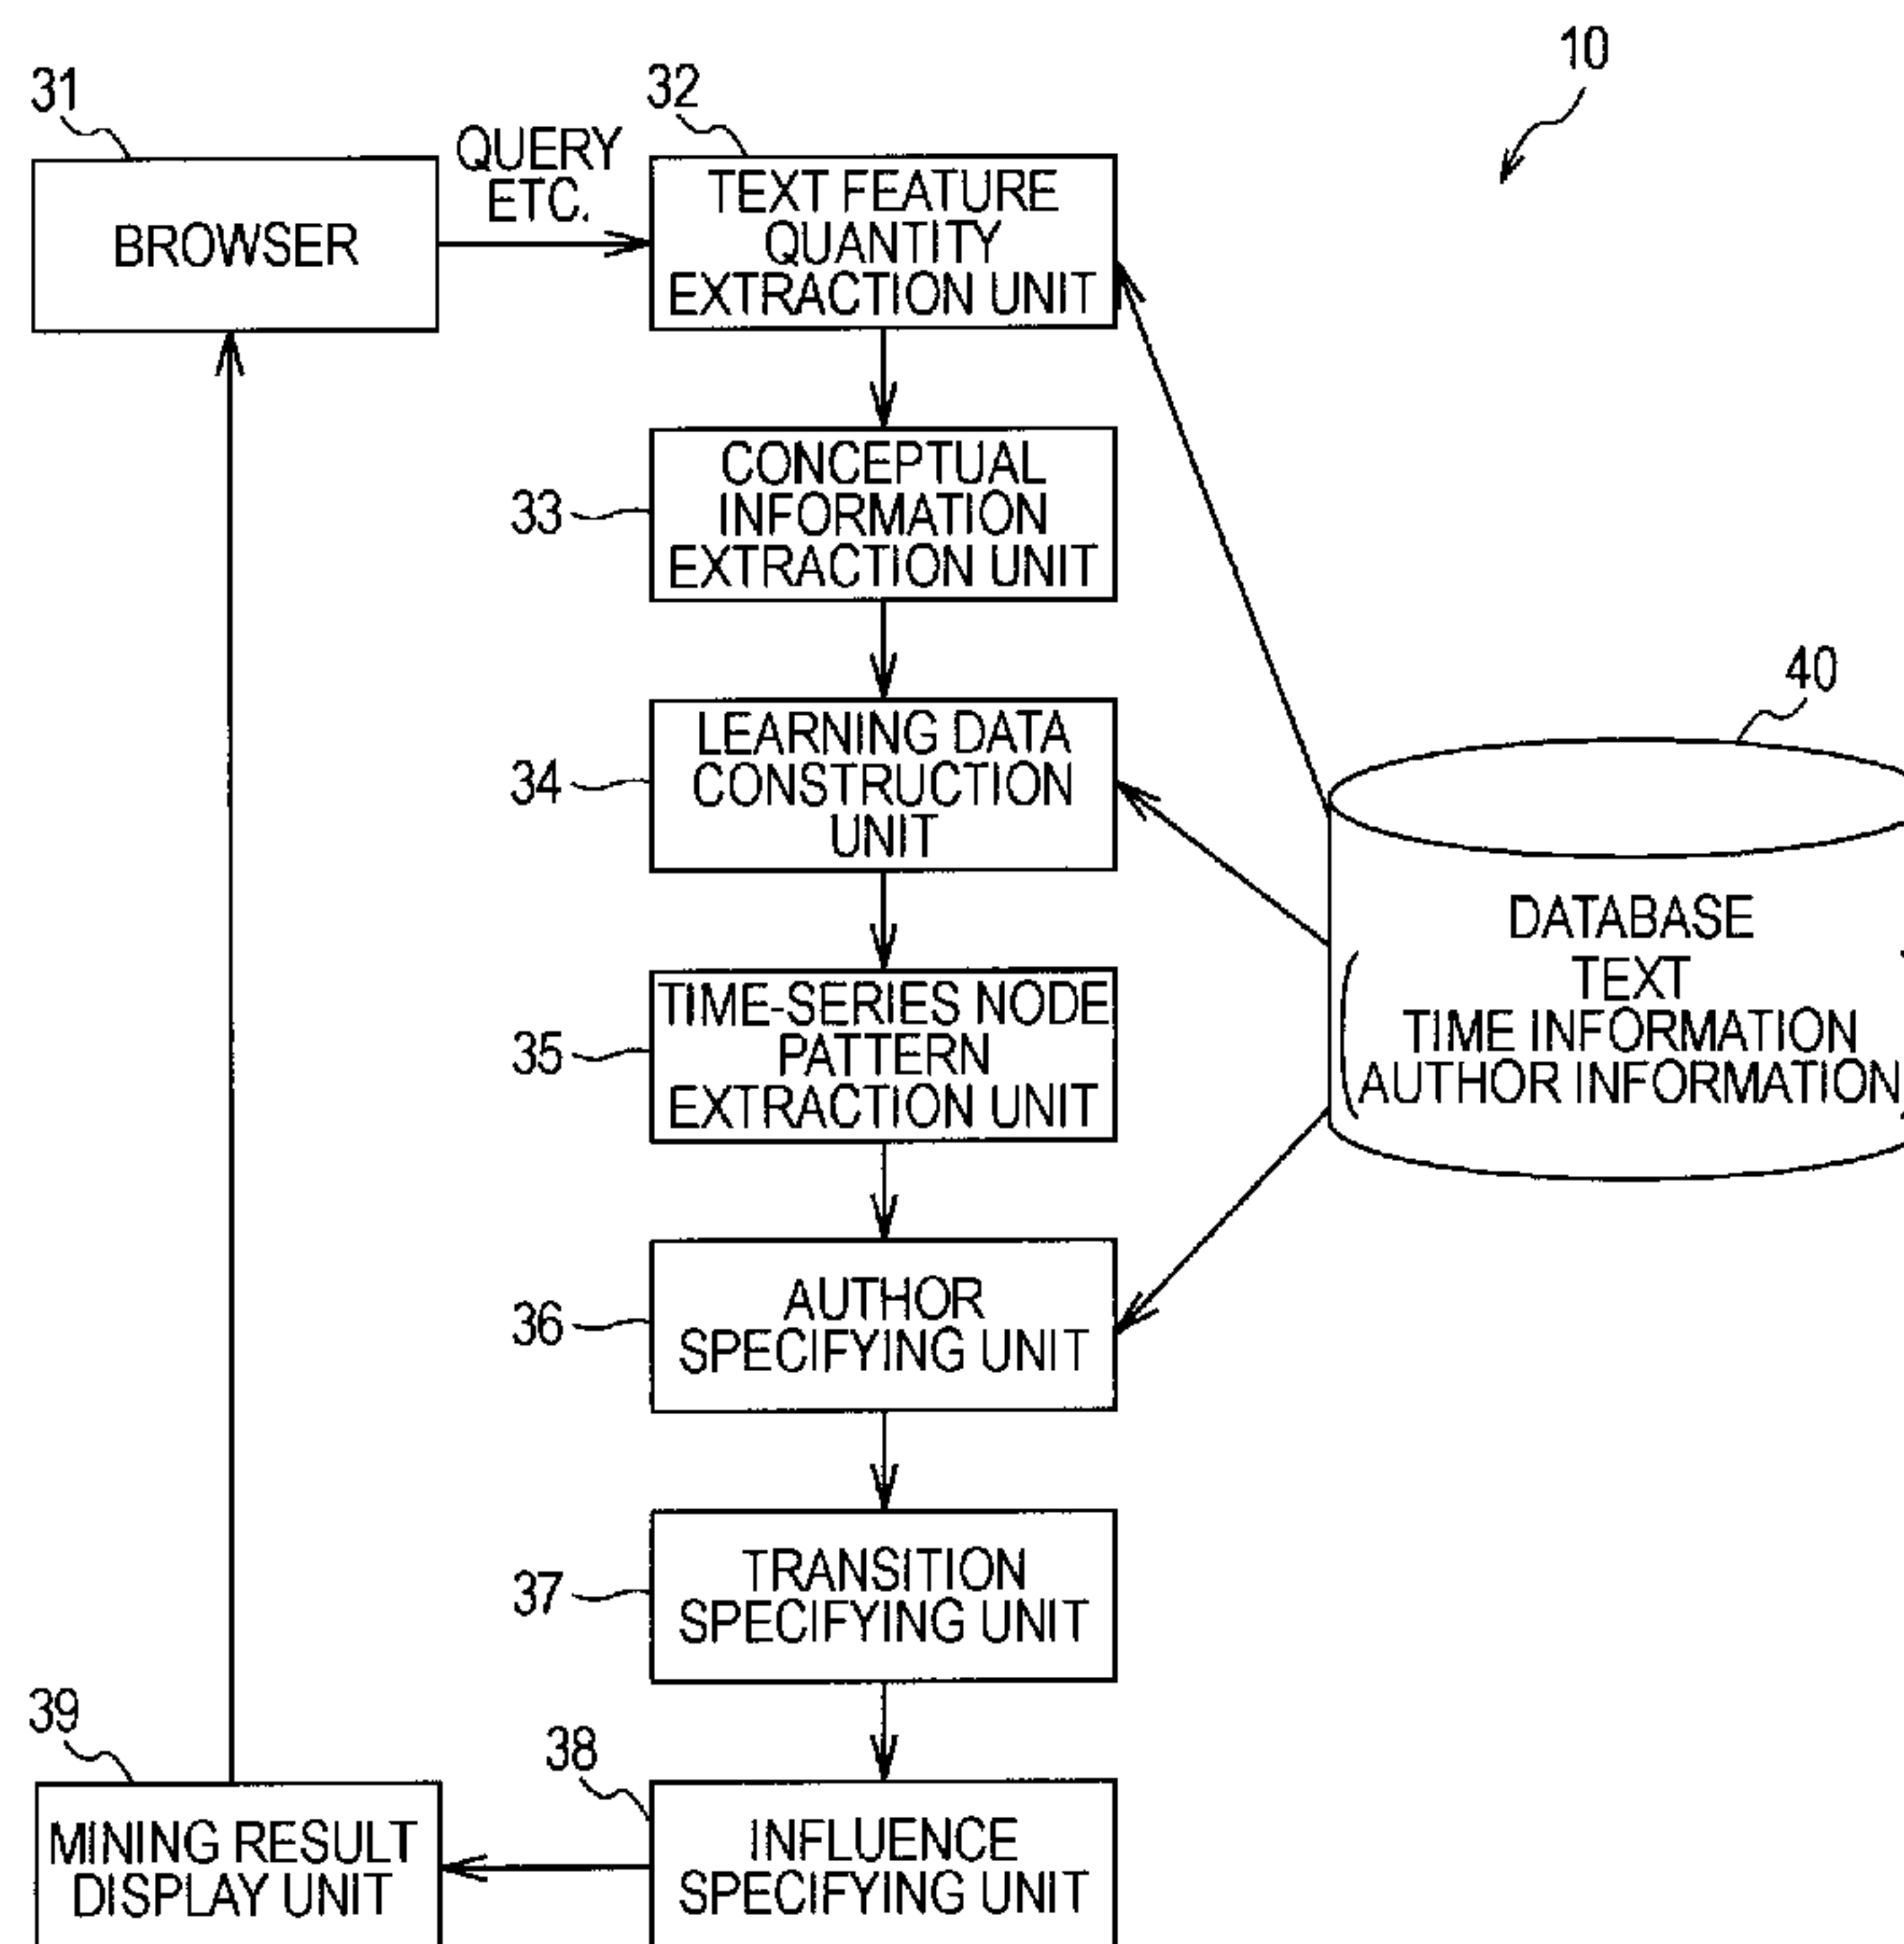 10
31
32
QUERY
ETC.
BROWSER
TEXT FEATURE
QUANTITY
EXTRACTION UNIT
33
CONCEPTUAL
INFORMATION
EXTRACTION UNIT
34
LEARNING DATA
CONSTRUCTION
UNIT
40
DATABASE
TEXT
TIME INFORMATION
AUTHOR INFORMATION
35
TIME-SERIES NODE
PATTERN
EXTRACTION UNIT
36
AUTHOR
SPECIFYING UNIT
37
TRANSITION
SPECIFYING UNIT
38
INFLUENCE
SPECIFYING UNIT
39
MINING RESULT
DISPLAY UNIT